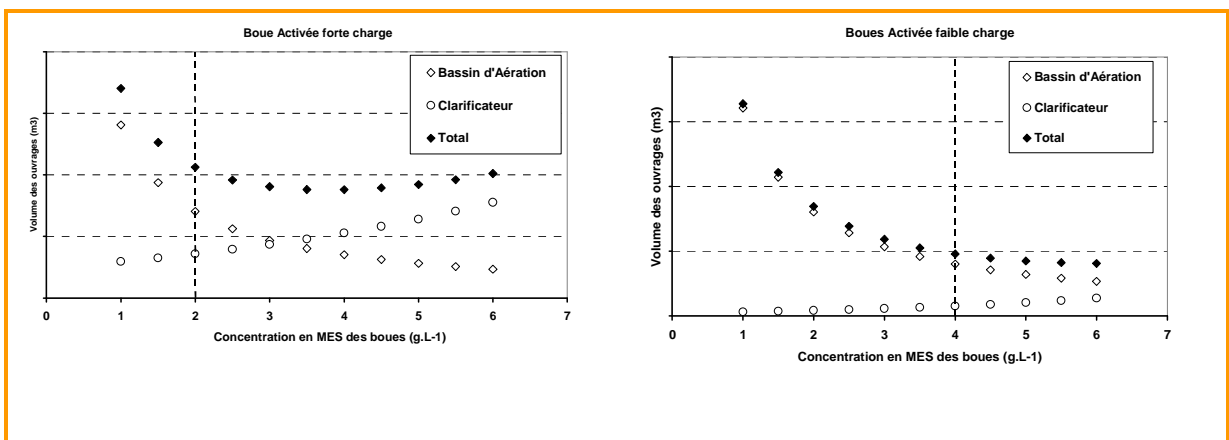 Boue Activée forte charge
Volume des ouvrages (m3)
Bassin d'Aération
Clarificateur
Total
0 1 2 3 4 5 6 7
Concentration en MES des boues (g.L-1)
Boues Activée faible charge
Volume des ouvrages (m3)
Bassin d'Aération
Clarificateur
Total
0 1 2 3 4 5 6 7
Concentration en MES des boues (g.L-1)